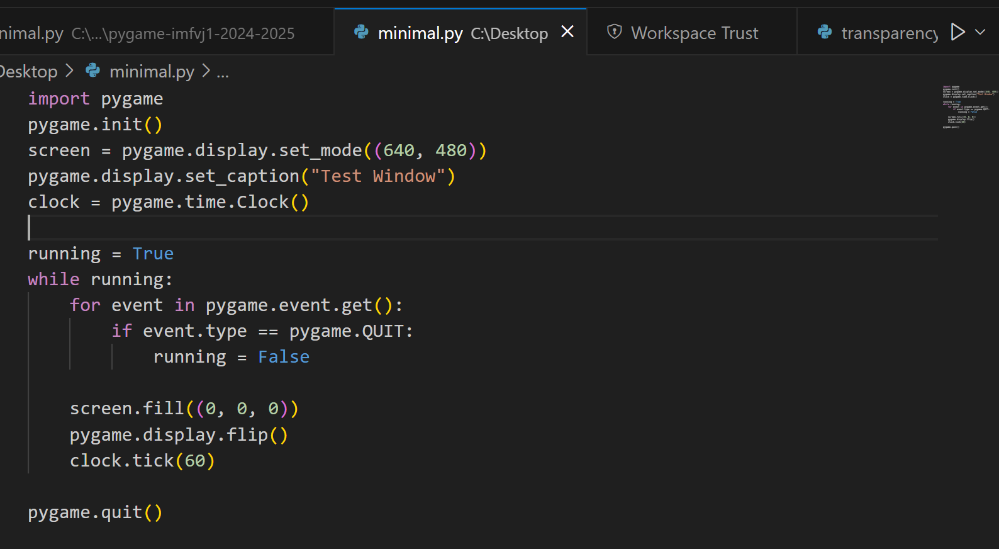 nimal.py C:\...\pygame-imfvj1-2024-2025 minimal.py C:\Desktop Workspace Trust transparency
Desktop > minimal.py > ...
import pygame
pygame.init()
screen = pygame.display.set_mode((640, 480))
pygame.display.set_caption("Test Window")
clock = pygame.time.Clock()

running = True
while running:
    for event in pygame.event.get():
        if event.type == pygame.QUIT:
            running = False

    screen.fill((0, 0, 0))
    pygame.display.flip()
    clock.tick(60)

pygame.quit()